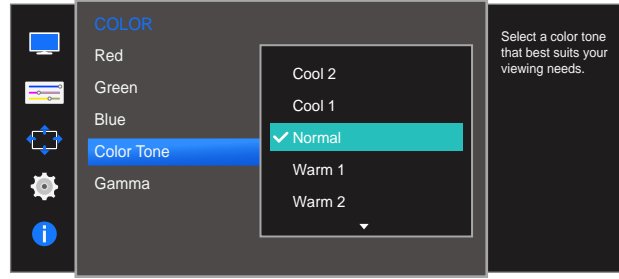 COLOR
Red
Green
Blue
Color Tone
Gamma
Cool 2
Cool 1
Normal
Warm 1
Warm 2
Select a color tone
that best suits your
viewing needs.